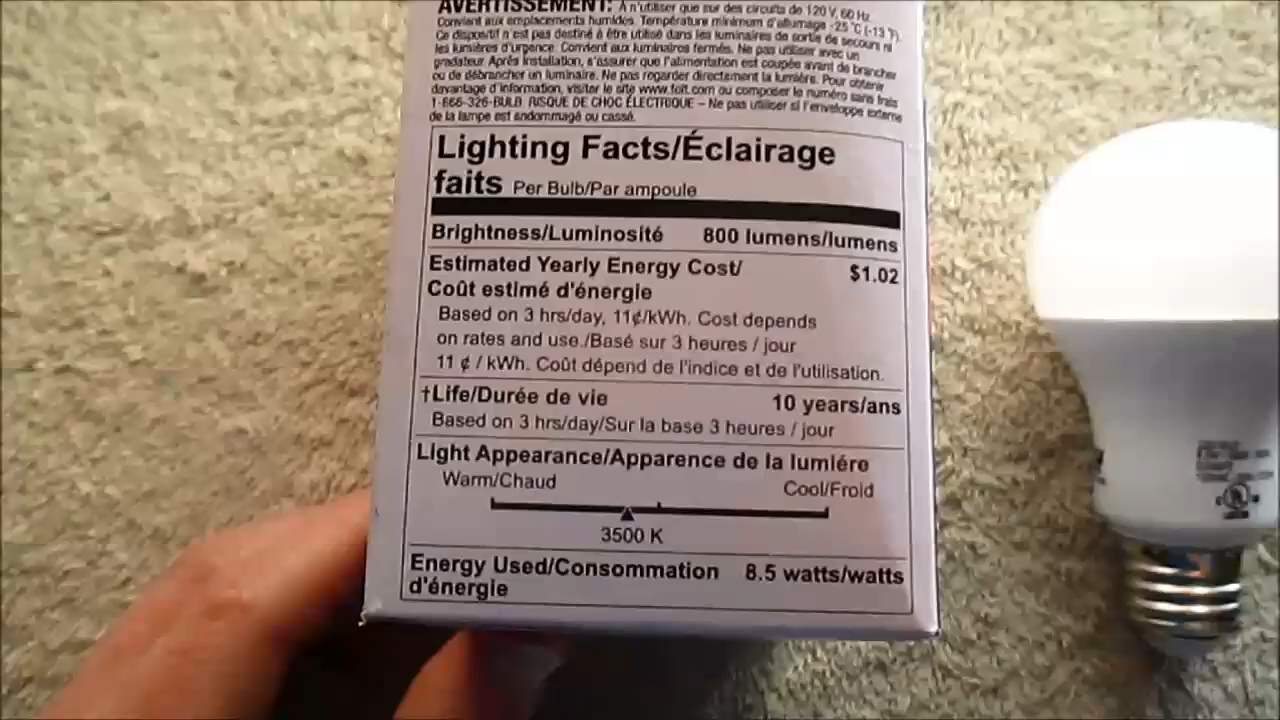 AVERTISSEMENT: À n'utiliser que sur des circuits de 120 V, 60 Hz
Convient aux emplacements humides. Température minimum d'allumage -25 °C (-13 °F).
Ce dispositif n'est pas destiné à être utilisé dans les luminaires de sortie de secours ni
les lumières d'urgence. Convient aux luminaires fermés. Ne pas utiliser avec un
gradateur. Après installation, s'assurer que l'alimentation est coupée avant de brancher
ou de débrancher un luminaire. Ne pas regarder directement la lumière. Pour obtenir
davantage d'information, visiter le site www.feit.com ou composer le numéro sans frais
1-866-326-BULB. RISQUE DE CHOC ÉLECTRIQUE – Ne pas utiliser si l'enveloppe externe
de la lampe est endommagé ou cassé.
Lighting Facts/Éclairage
faits Per Bulb/Par ampoule
Brightness/Luminosité 800 lumens/lumens
Estimated Yearly Energy Cost/ $1.02
Coût estimé d'énergie
Based on 3 hrs/day, 11¢/kWh. Cost depends
on rates and use./Basé sur 3 heures / jour
11 ¢ / kWh. Coût dépend de l'indice et de l'utilisation.
†Life/Durée de vie 10 years/ans
Based on 3 hrs/day/Sur la base 3 heures / jour
Light Appearance/Apparence de la lumiére
Warm/Chaud Cool/Froid
3500 K
Energy Used/Consommation 8.5 watts/watts
d'énergie